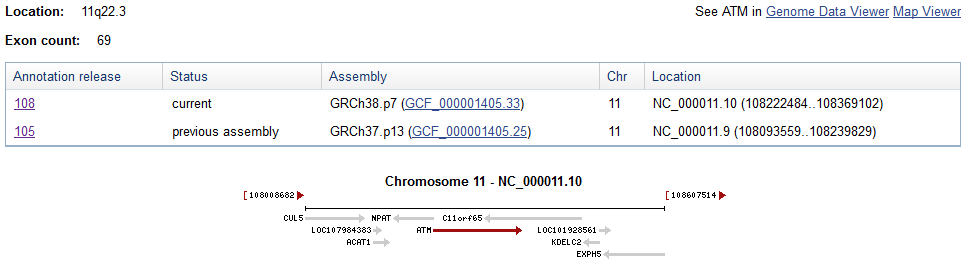 Location: 11q22.3 See ATM in Genome Data Viewer Map Viewer
Exon count: 69
Annotation release Status Assembly Chr Location
108 current GRCh38.p7 (GCF_000001405.33) 11 NC_000011.10 (108222484..108369102)
105 previous assembly GRCh37.p13 (GCF_000001405.25) 11 NC_000011.9 (108093559..108239829)
Chromosome 11 - NC_000011.10
[ 108008682 [ 108607514
CUL5 NPAT C11orf65
LOC107984383 ATM LOC101928561
ACAT1 KDELC2
EXPH5